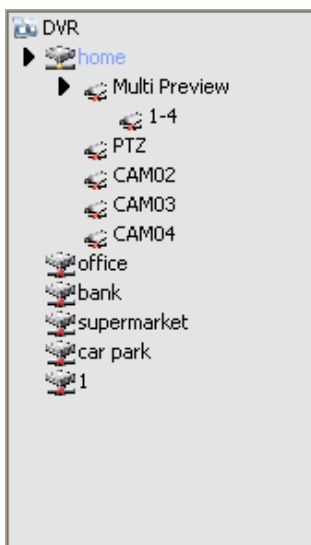 DVR
home
Multi Preview
1-4
PTZ
CAM02
CAM03
CAM04
office
bank
supermarket
car park
1